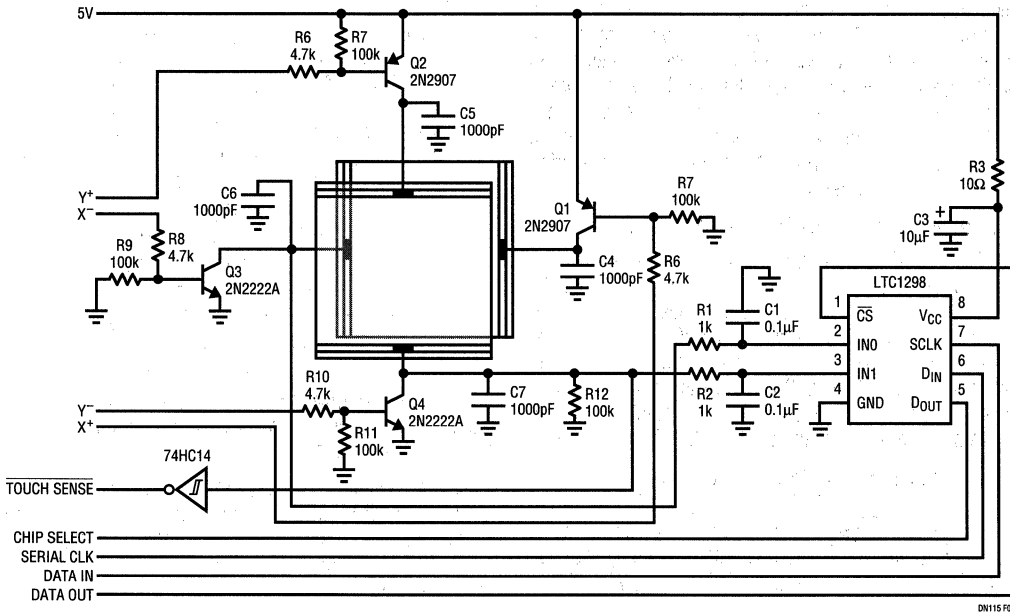 5V
R6
4.7k
R7
100k
Q2
2N2907
C5
1000pF
Y+
X−
C6
1000pF
R9
100k
R8
4.7k
Q3
2N2222A
Q1
2N2907
R7
100k
C4
1000pF
R6
4.7k
R3
10Ω
+
C3
10µF
LTC1298
1
CS
VCC
8
2
IN0
SCLK
7
3
IN1
DIN
6
4
GND
DOUT
5
R1
1k
C1
0.1µF
R2
1k
C2
0.1µF
Y−
X+
R10
4.7k
R11
100k
Q4
2N2222A
C7
1000pF
R12
100k
74HC14
TOUCH SENSE
CHIP SELECT
SERIAL CLK
DATA IN
DATA OUT
DN115 F0